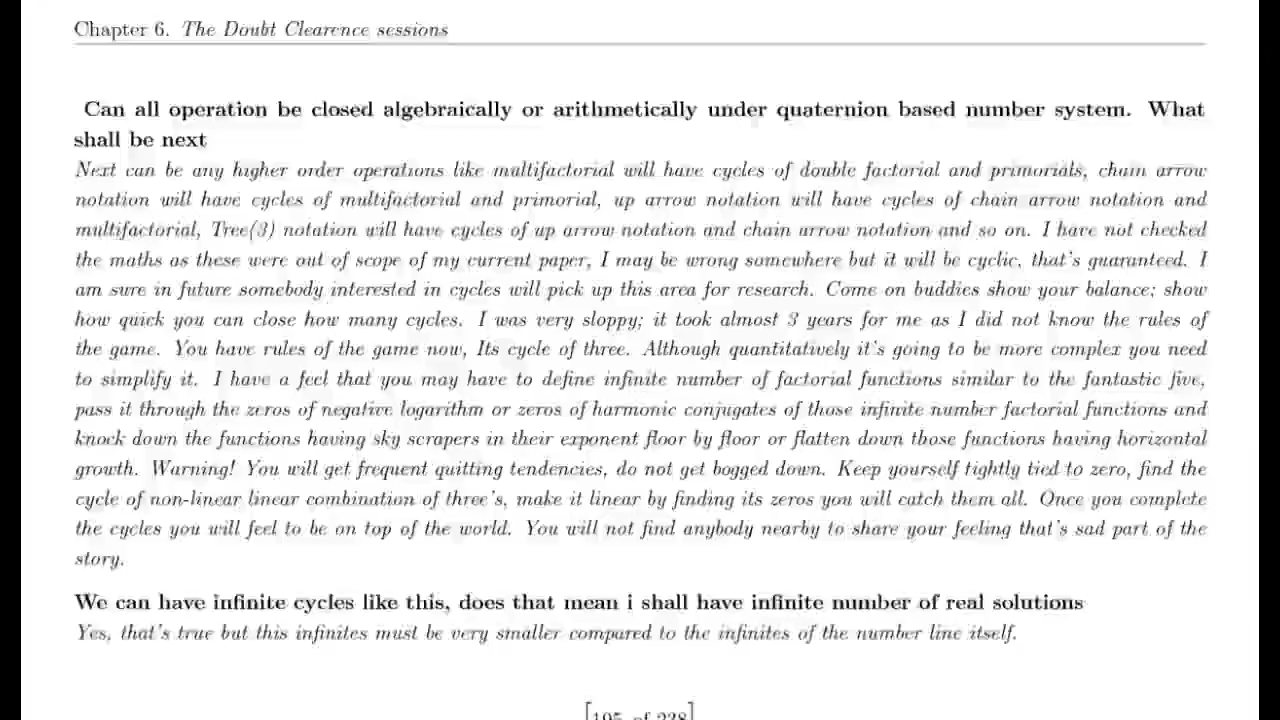 Chapter 6. The Doubt Clearence sessions
Can all operation be closed algebraically or arithmetically under quaternion based number system. What
shall be next
Next can be any higher order operations like multifactorial will have cycles of double factorial and primorials, chain arrow
notation will have cycles of multifactorial and primorial, up arrow notation will have cycles of chain arrow notation and
multifactorial, Tree(3) notation will have cycles of up arrow notation and chain arrow notation and so on. I have not checked
the maths as these were out of scope of my current paper, I may be wrong somewhere but it will be cyclic, that's guaranteed. I
am sure in future somebody interested in cycles will pick up this area for research. Come on buddies show your balance; show
how quick you can close how many cycles. I was very sloppy; it took almost 3 years for me as I did not know the rules of
the game. You have rules of the game now, Its cycle of three. Although quantitatively it's going to be more complex you need
to simplify it. I have a feel that you may have to define infinite number of factorial functions similar to the fantastic five,
pass it through the zeros of negative logarithm or zeros of harmonic conjugates of those infinite number factorial functions and
knock down the functions having sky scrapers in their exponent floor by floor or flatten down those functions having horizontal
growth. Warning! You will get frequent quitting tendencies, do not get bogged down. Keep yourself tightly tied to zero, find the
cycle of non-linear linear combination of three's, make it linear by finding its zeros you will catch them all. Once you complete
the cycles you will feel to be on top of the world. You will not find anybody nearby to share your feeling that's sad part of the
story.
We can have infinite cycles like this, does that mean i shall have infinite number of real solutions
Yes, that's true but this infinites must be very smaller compared to the infinites of the number line itself.
[195 of 238]